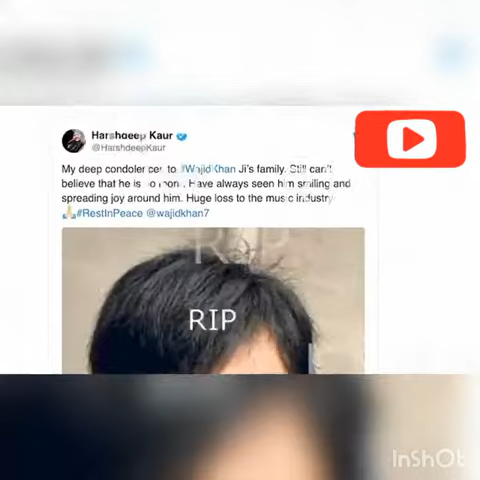 Harshdeep Kaur
@HarshdeepKaur
My deep condolences to #WajidKhan Ji's family. Still can't
believe that he is no more. Have always seen him smiling and
spreading joy around him. Huge loss to the music industry
🙏#RestInPeace @wajidkhan7
RIP
RIP
InShOt